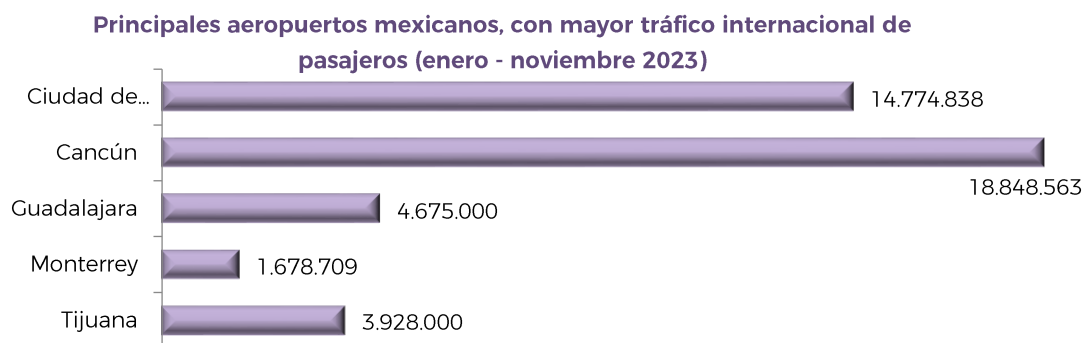 Principales aeropuertos mexicanos, con mayor tráfico internacional de
pasajeros (enero - noviembre 2023)
Ciudad de...
14.774.838
Cancún
18.848.563
Guadalajara
4.675.000
Monterrey
1.678.709
Tijuana
3.928.000